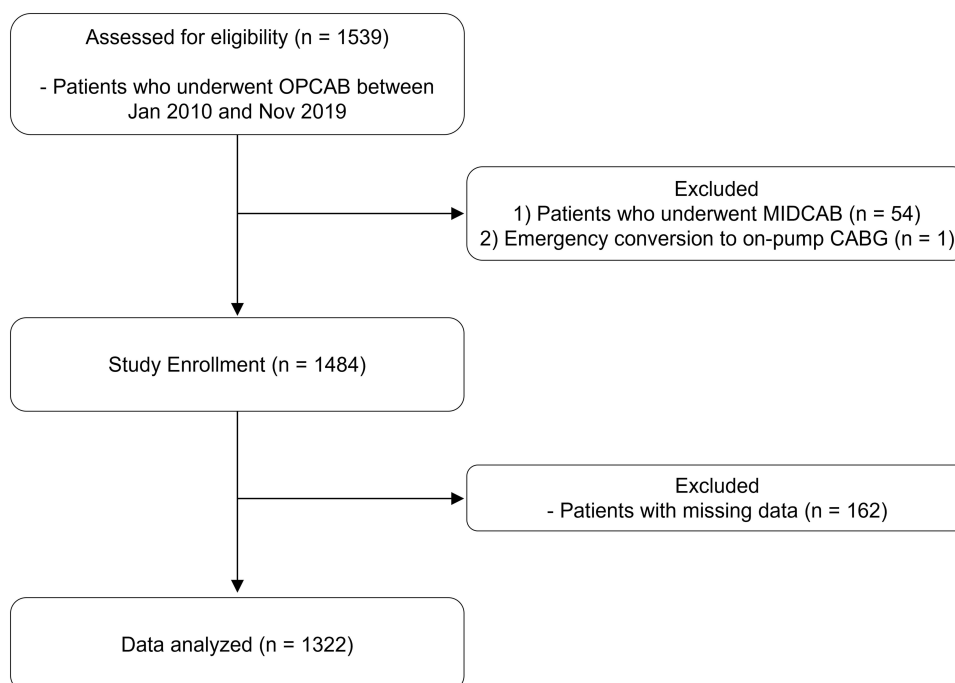 Assessed for eligibility (n = 1539)
- Patients who underwent OPCAB between
Jan 2010 and Nov 2019
Excluded
1) Patients who underwent MIDCAB (n = 54)
2) Emergency conversion to on-pump CABG (n = 1)
Study Enrollment (n = 1484)
Excluded
- Patients with missing data (n = 162)
Data analyzed (n = 1322)